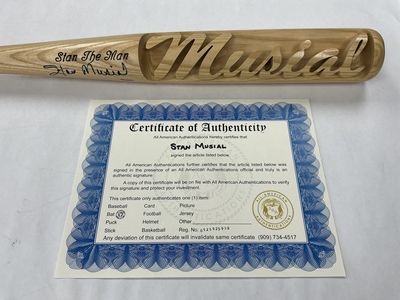 Stan The Man
Stan Musial
Musial
Certificate of Authenticity
All American Authentications hereby certifies that
STAN MUSIAL
signed the article listed below.
All American Authentications further certifies that the article listed above was
signed in the presence of an All American Authentications official and truly is an
authentic signature.
A copy of this certificate will be on file with All American Authentications to verify
this signature and protect your investment.
This certificate only authenticates one (1) item:
Baseball Card Picture
Bat Football Jersey
Puck Helmet Other
Stick Basketball Reg. No.
Any deviation of this certificate will invalidate same certificate (909) 734-4517